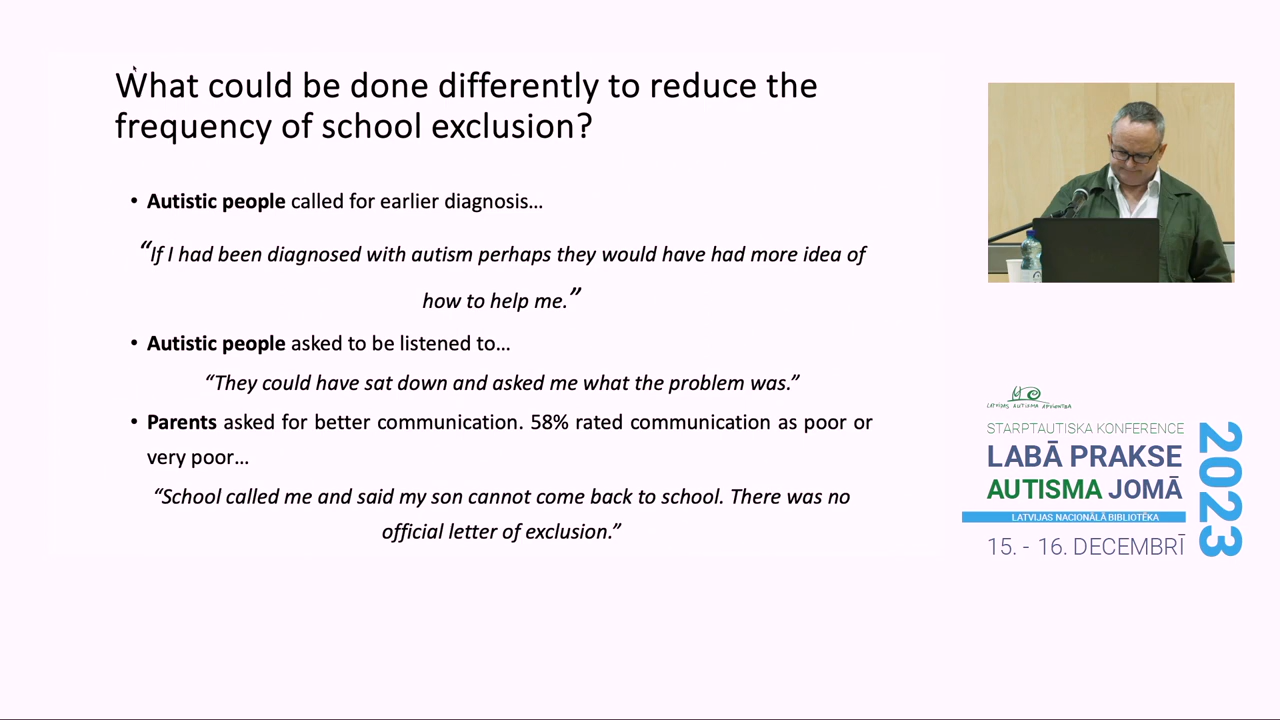 What could be done differently to reduce the
frequency of school exclusion?
• Autistic people called for earlier diagnosis…
“If I had been diagnosed with autism perhaps they would have had more idea of
how to help me.”
• Autistic people asked to be listened to…
“They could have sat down and asked me what the problem was.”
• Parents asked for better communication. 58% rated communication as poor or
very poor…
“School called me and said my son cannot come back to school. There was no
official letter of exclusion.”
LATVIJAS AUTISMA APVIENĪBA
STARPTAUTISKA KONFERENCE
LABĀ PRAKSE
AUTISMA JOMĀ
LATVIJAS NACIONĀLĀ BIBLIOTĒKA
15. - 16. DECEMBRĪ
2023